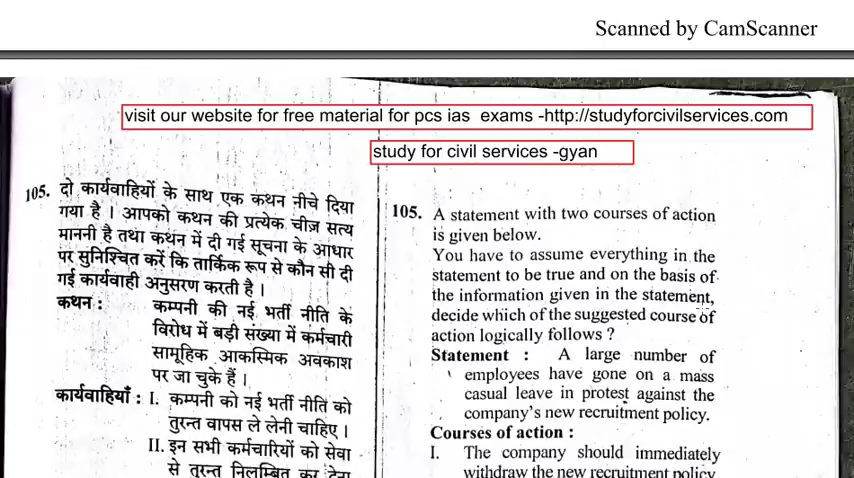 Scanned by CamScanner
visit our website for free material for pcs ias exams -http://studyforcivilservices.com
study for civil services -gyan
105. दो कार्यवाहियों के साथ एक कथन नीचे दिया
गया है । आपको कथन की प्रत्येक चीज़ सत्य
माननी है तथा कथन में दी गई सूचना के आधार
पर सुनिश्चित करें कि तार्किक रूप से कौन सी दी
गई कार्यवाही अनुसरण करती है ।
कथन : कम्पनी की नई भर्ती नीति के
विरोध में बड़ी संख्या में कर्मचारी
सामूहिक आकस्मिक अवकाश
पर जा चुके हैं ।
कार्यवाहियाँ : I. कम्पनी को नई भर्ती नीति को
तुरन्त वापस ले लेनी चाहिए ।
II. इन सभी कर्मचारियों को सेवा
से तुरन्त निलम्बित कर देना
105. A statement with two courses of action
is given below.
You have to assume everything in the
statement to be true and on the basis of
the information given in the statement,
decide which of the suggested course of
action logically follows ?
Statement : A large number of
employees have gone on a mass
casual leave in protest against the
company's new recruitment policy.
Courses of action :
I. The company should immediately
withdraw the new recruitment policy